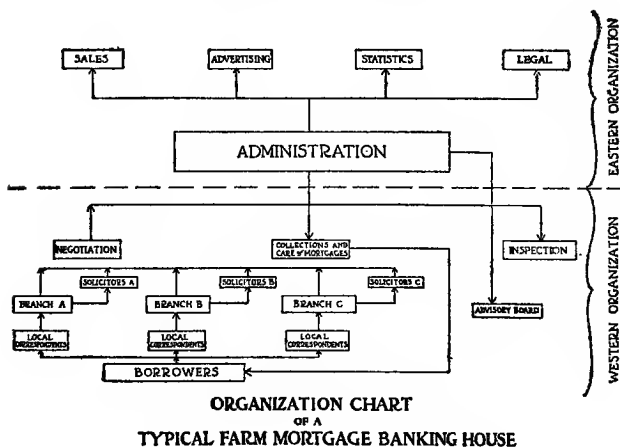 SALES
ADVERTISING
STATISTICS
LEGAL
EASTERN ORGANIZATION
ADMINISTRATION
NEGOTIATION
COLLECTIONS AND
CARE of MORTGAGES
INSPECTION
WESTERN ORGANIZATION
SOLICITORS A
SOLICITORS B
SOLICITORS C
BRANCH A
BRANCH B
BRANCH C
ADVISORY BOARD
LOCAL
CORRESPONDENTS
LOCAL
CORRESPONDENTS
LOCAL
CORRESPONDENTS
BORROWERS
ORGANIZATION CHART
OF A
TYPICAL FARM MORTGAGE BANKING HOUSE